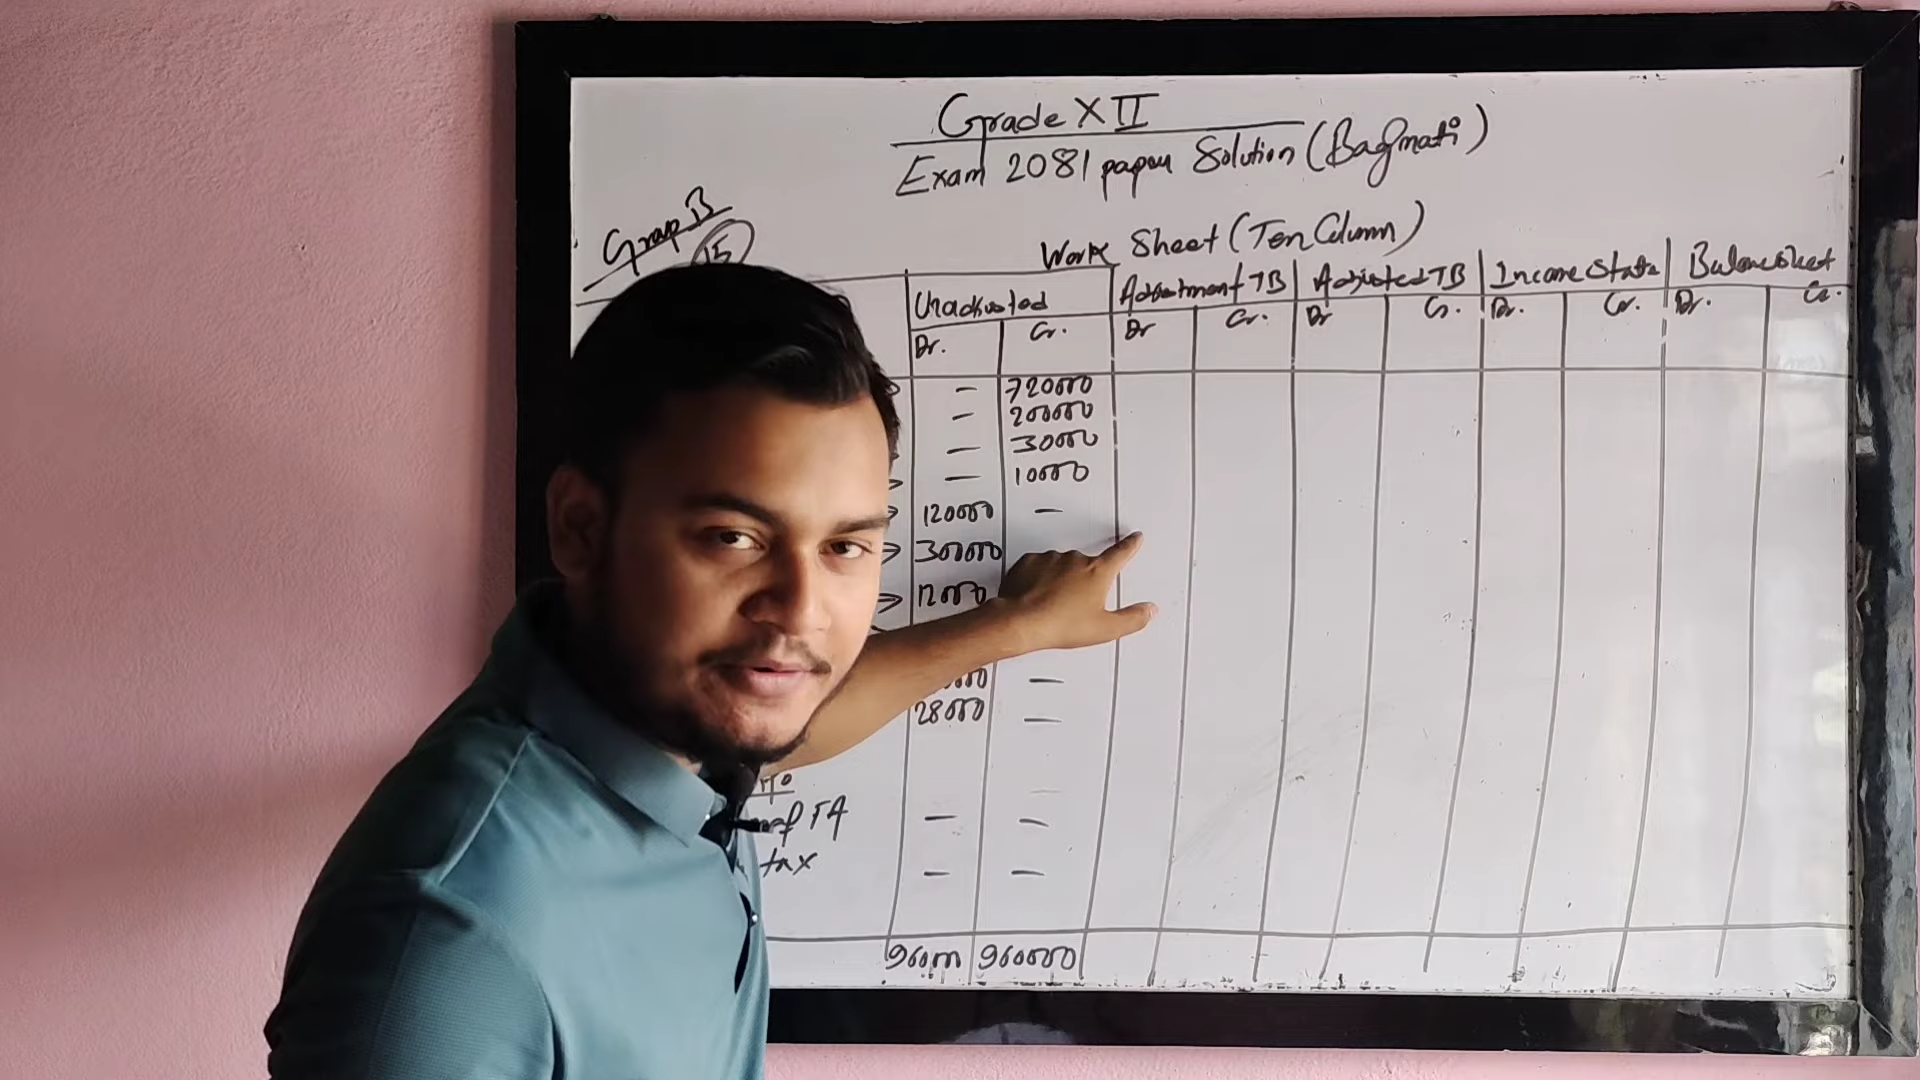 Grade XII
Exam 2081 paper Solution (Bagmati)
Group B
15
Work Sheet (Ten Column)
Unadjusted Adjustment TB Adjusted TB Income State Balance sheet
Dr. Cr. Dr Cr. Dr Cr. Dr. Cr. Dr. Cr.
— 720000
— 200000
— 30000
— 10000
120000 —
300000
12000
—
28000 —
FA — —
tax — —
960000 960000